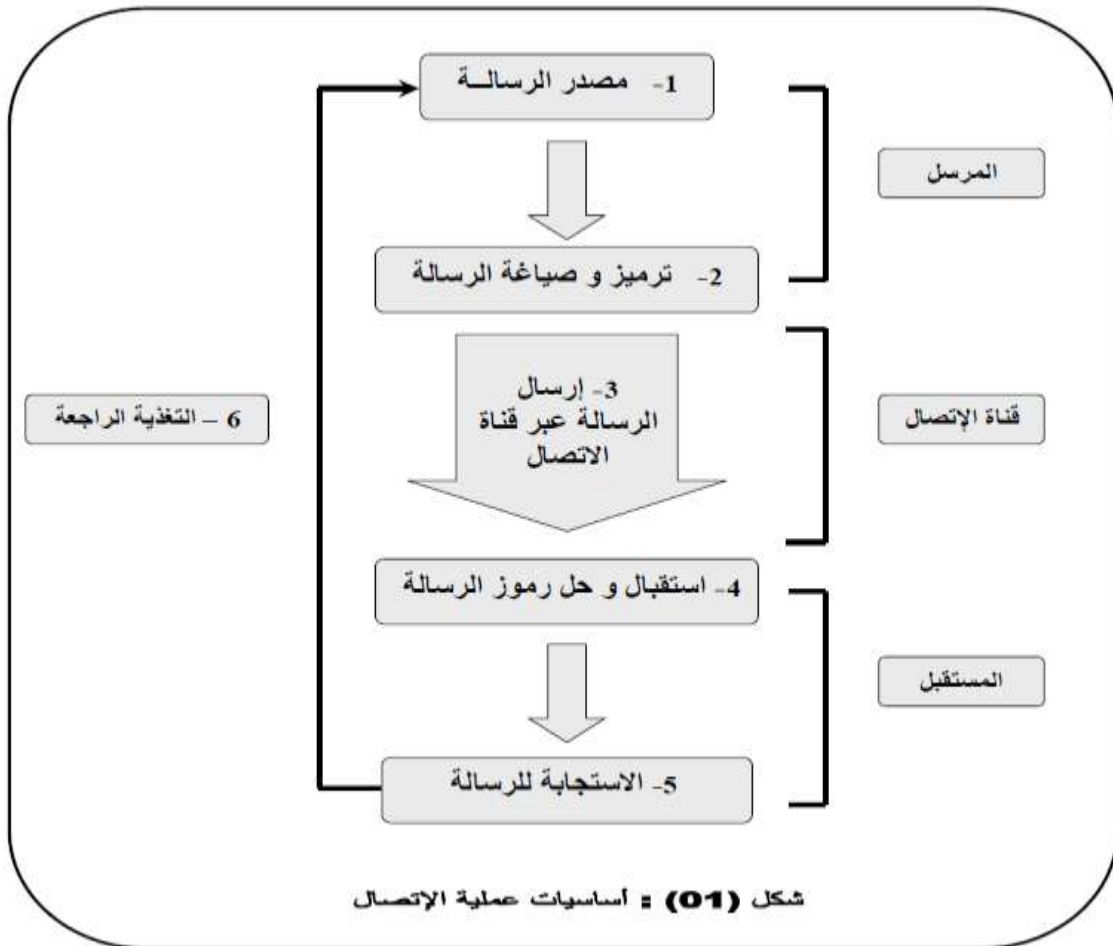 1- مصدر الرسالــة
المرسل
2- ترميز و صياغة الرسالة
3- إرسال
الرسالة عبر قناة
الاتصال
قناة الإتصال
6 – التغذية الراجعة
4- استقبال و حل رموز الرسالة
المستقبل
5- الاستجابة للرسالة
شكل (01) : أساسيات عملية الإتصال